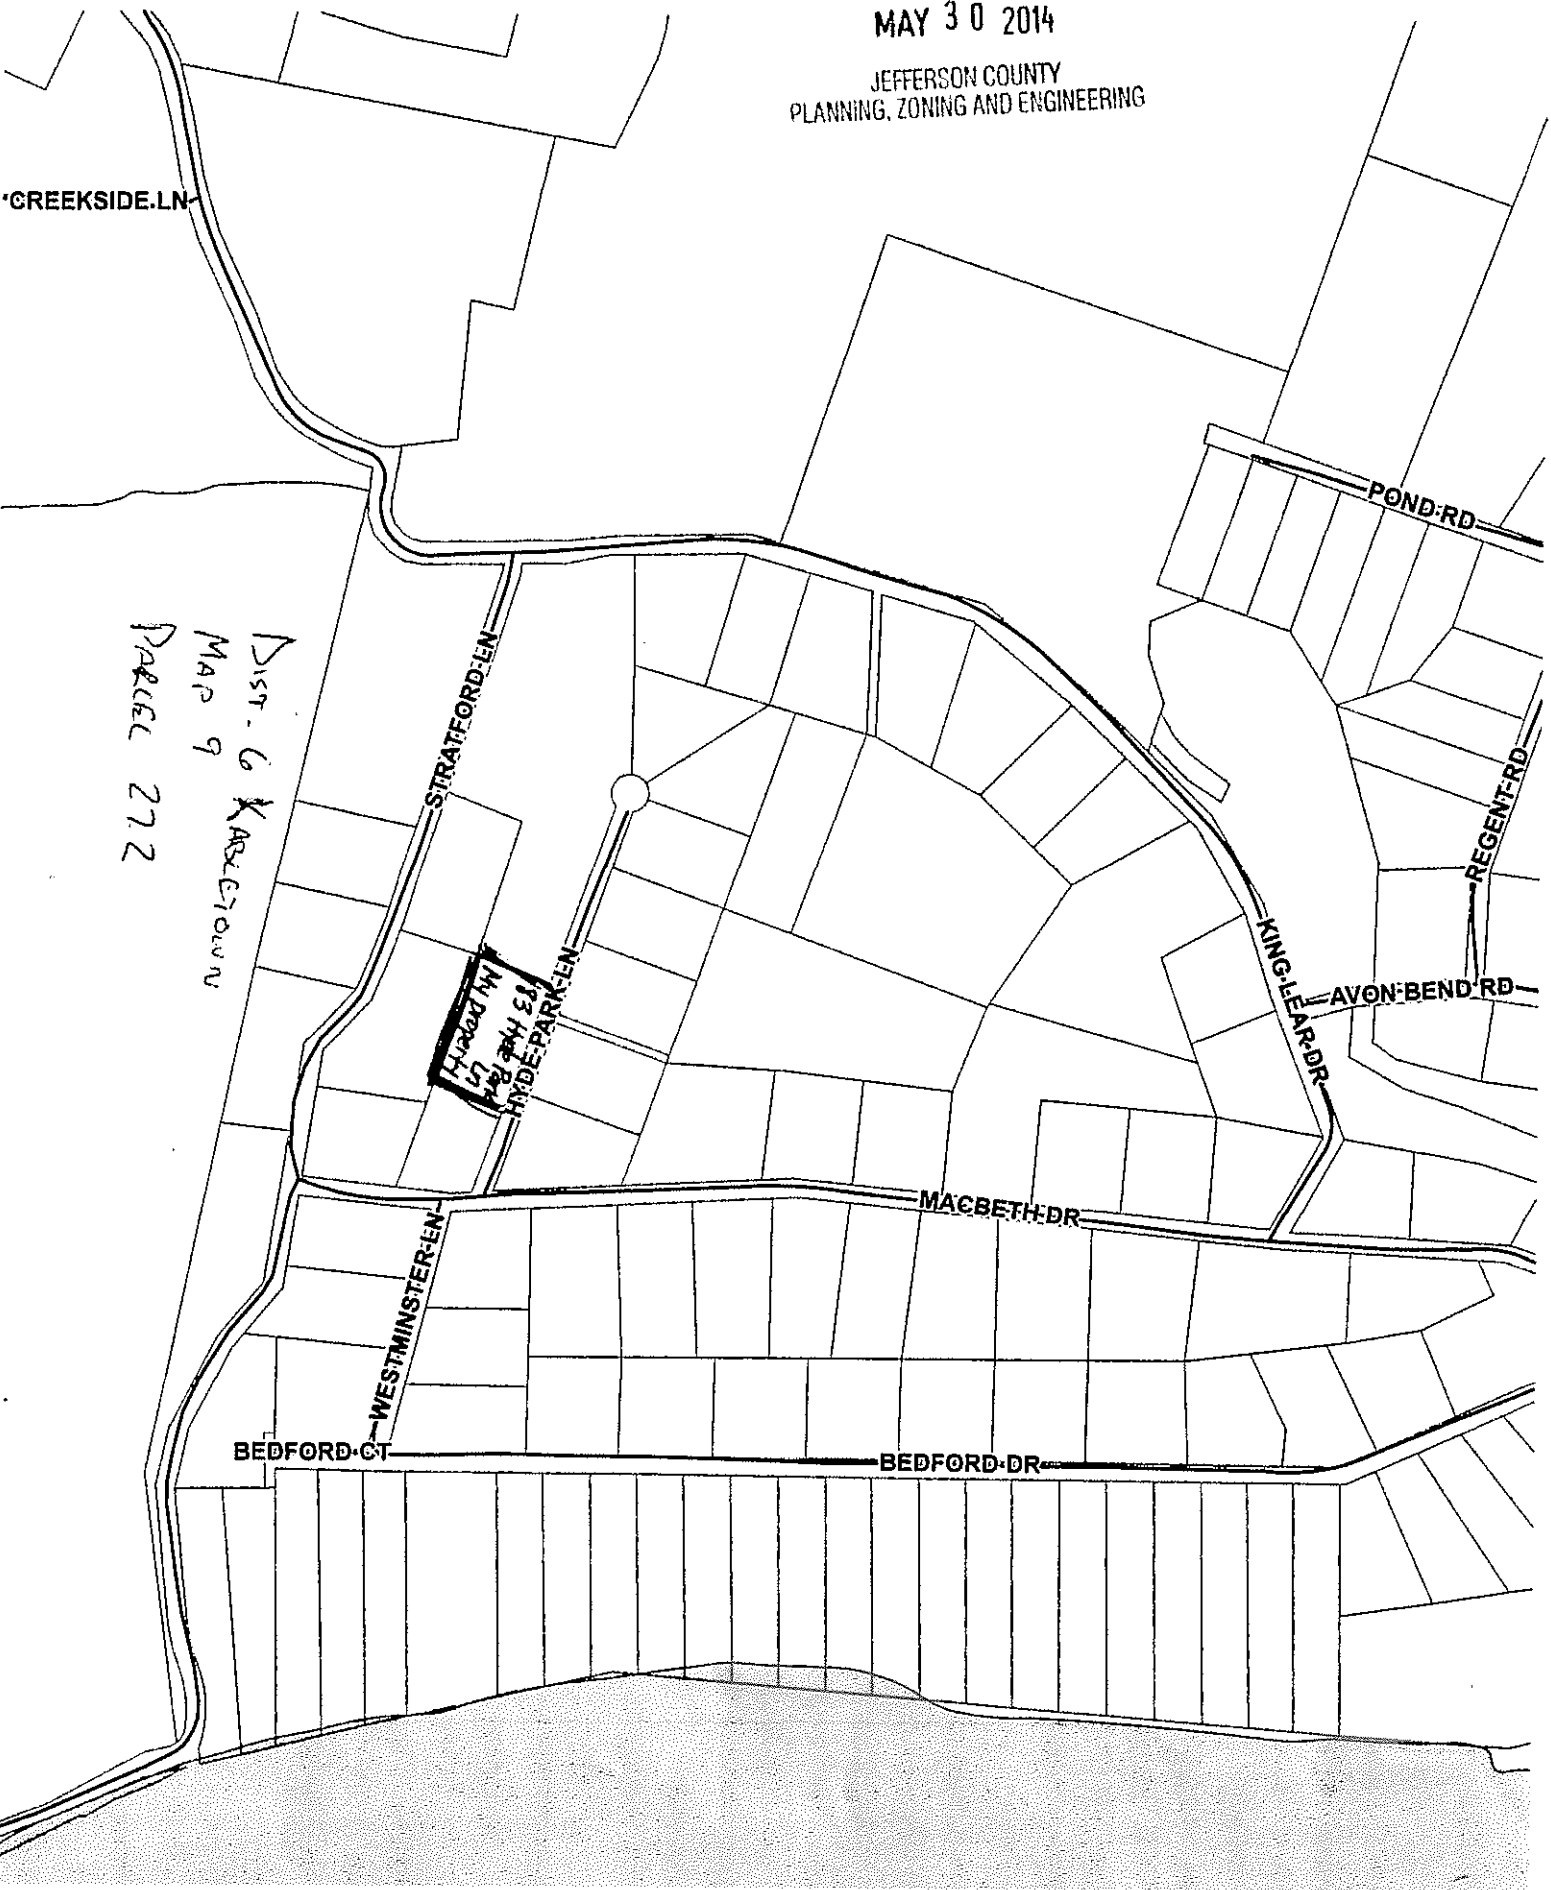 MAY 30 2014
JEFFERSON COUNTY
PLANNING, ZONING AND ENGINEERING
CREEKSIDE LN
POND RD
STRATFORD LN
DIST - 6 KABLETOWN
MAP 9
PARCEL 222
REGENT RD
KING LEAR DR
AVON BEND RD
HYDE PARK LN
83 Hyde Park
Ln
My property
MACBETH DR
WESTMINSTER LN
BEDFORD CT
BEDFORD DR